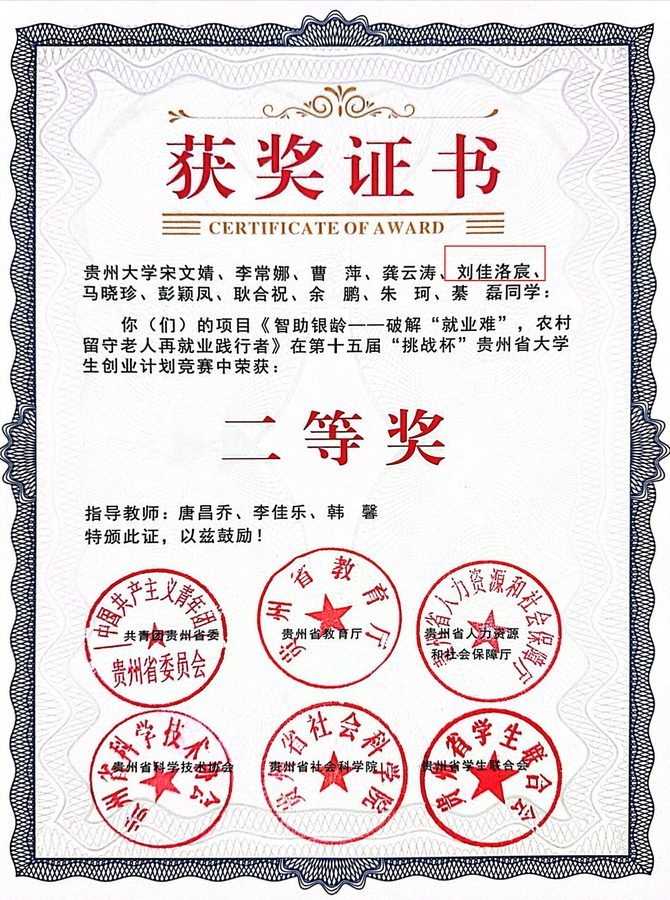 获奖证书
CERTIFICATE OF AWARD
贵州大学宋文婧、李常娜、曹　萍、龚云涛、刘佳洛宸、
马晓珍、彭颖凤、耿合祝、余　鹏、朱　珂、綦　磊同学：
你（们）的项目《智助银龄——破解“就业难”，农村
留守老人再就业践行者》在第十五届“挑战杯”贵州省大学
生创业计划竞赛中荣获：
二等奖
指导教师：唐昌乔、李佳乐、韩　馨
特颁此证，以兹鼓励！
中国共产主义青年团
共青团贵州省委
贵州省委员会
贵州省教育厅
贵州省教育厅
贵州省人力资源和社会保障厅
贵州省人力资源
和社会保障厅
贵州省科学技术协会
贵州省科学技术协会
贵州省社会科学院
贵州省社会科学院
贵州省学生联合会
贵州省学生联合会